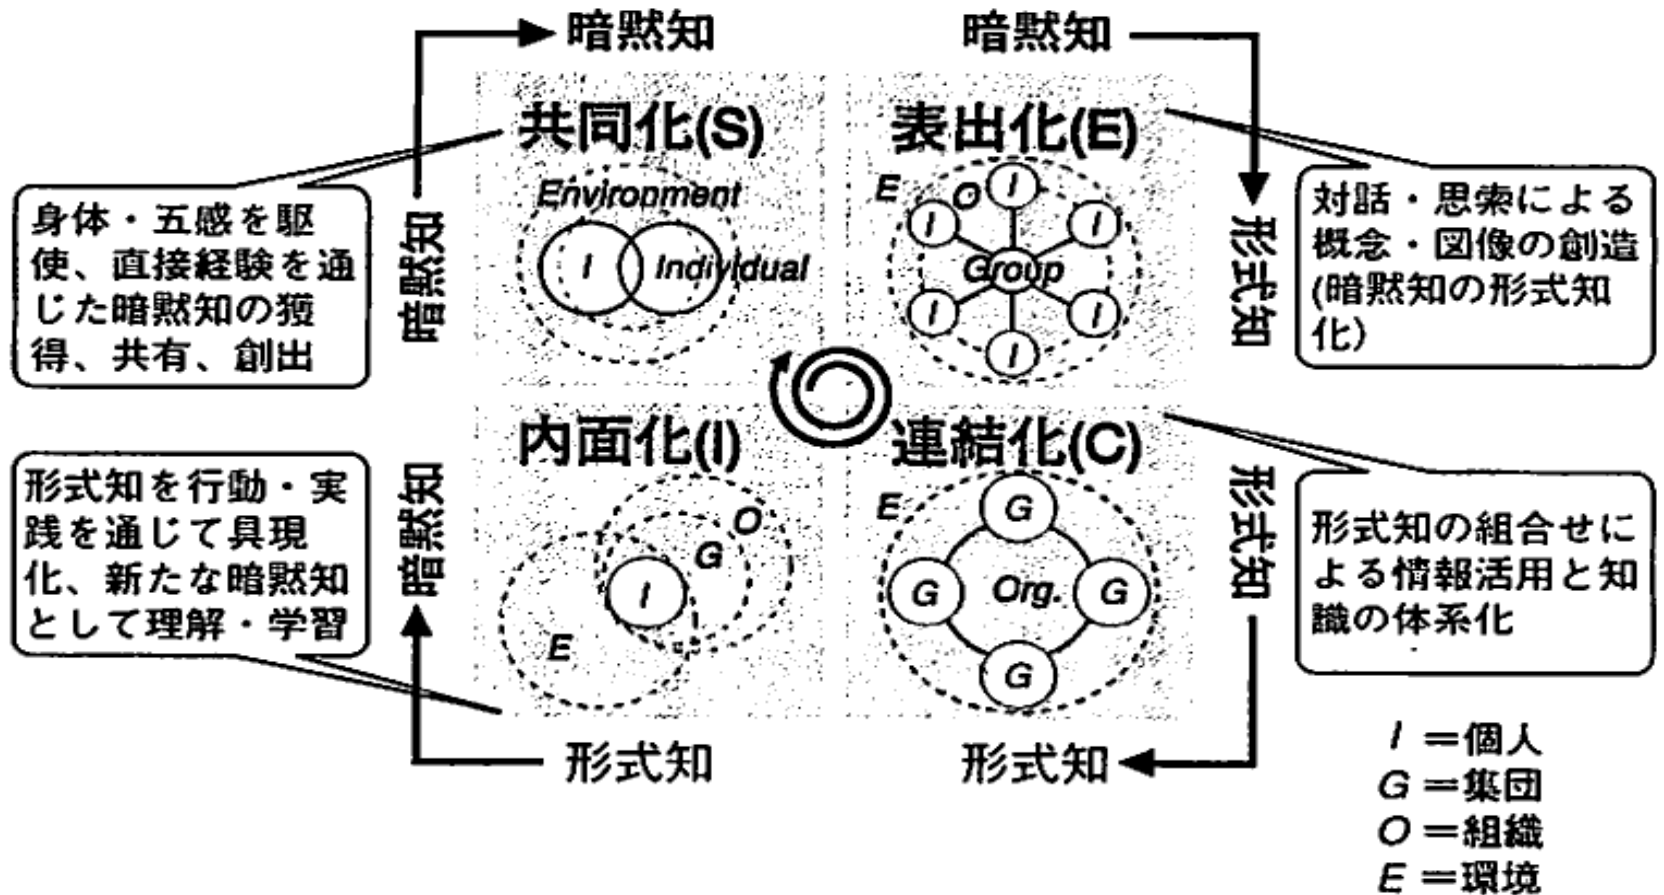 暗黙知
暗黙知
共同化(S)
表出化(E)
身体・五感を駆
使、直接経験を通
じた暗黙知の獲
得、共有、創出
暗黙知
Environment
I
Individual
E
O
I
I
I
Group
I
I
I
形式知
対話・思索による
概念・図像の創造
(暗黙知の形式知
化)
内面化(I)
連結化(C)
形式知を行動・実
践を通じて具現
化、新たな暗黙知
として理解・学習
暗黙知
O
G
I
E
E
G
G
Org.
G
G
形式知
形式知の組合せに
よる情報活用と知
識の体系化
形式知
形式知
I=個人
G=集団
O=組織
E=環境